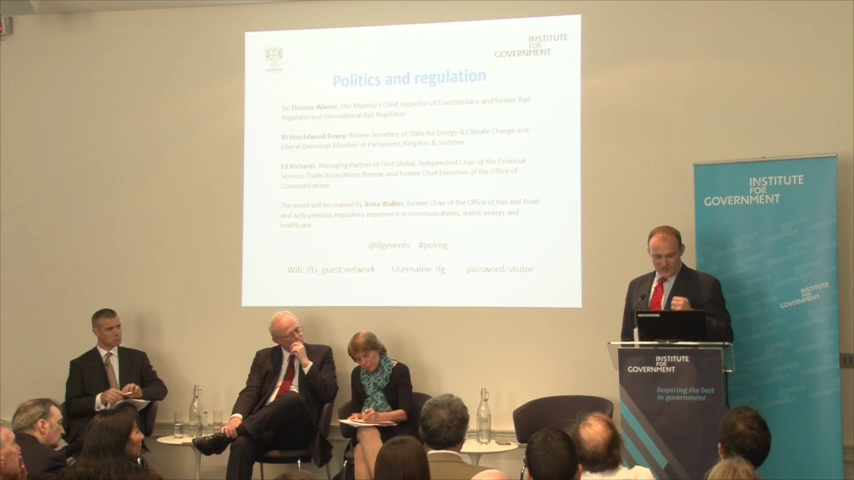 INSTITUTE
FOR
GOVERNMENT
Politics and regulation
Sir Thomas Winsor, Her Majesty's Chief Inspector of Constabulary, and former Rail
Regulator and International Rail Regulator
Rt Hon Edward Davey, former Secretary of State for Energy & Climate Change and
Liberal Democrat Member of Parliament, Kingston & Surbiton
Ed Richards, Managing Partner of Flint Global, Independent Chair of the Financial
Services Trade Associations Review, and former Chief Executive of the Office of
Communications
The event will be chaired by Anna Walker, former Chair of the Office of Rail and Road
and with previous regulatory experience in communications, water, energy and
healthcare
@ifgevents #polreg
Wifi: IFG_guest network Username: ifg password: visitor
INSTITUTE
FOR
GOVERNMENT
INSTITUTE
FOR
GOVERNMENT
INSTITUTE
FOR
GOVERNMENT
Inspiring the best
in government